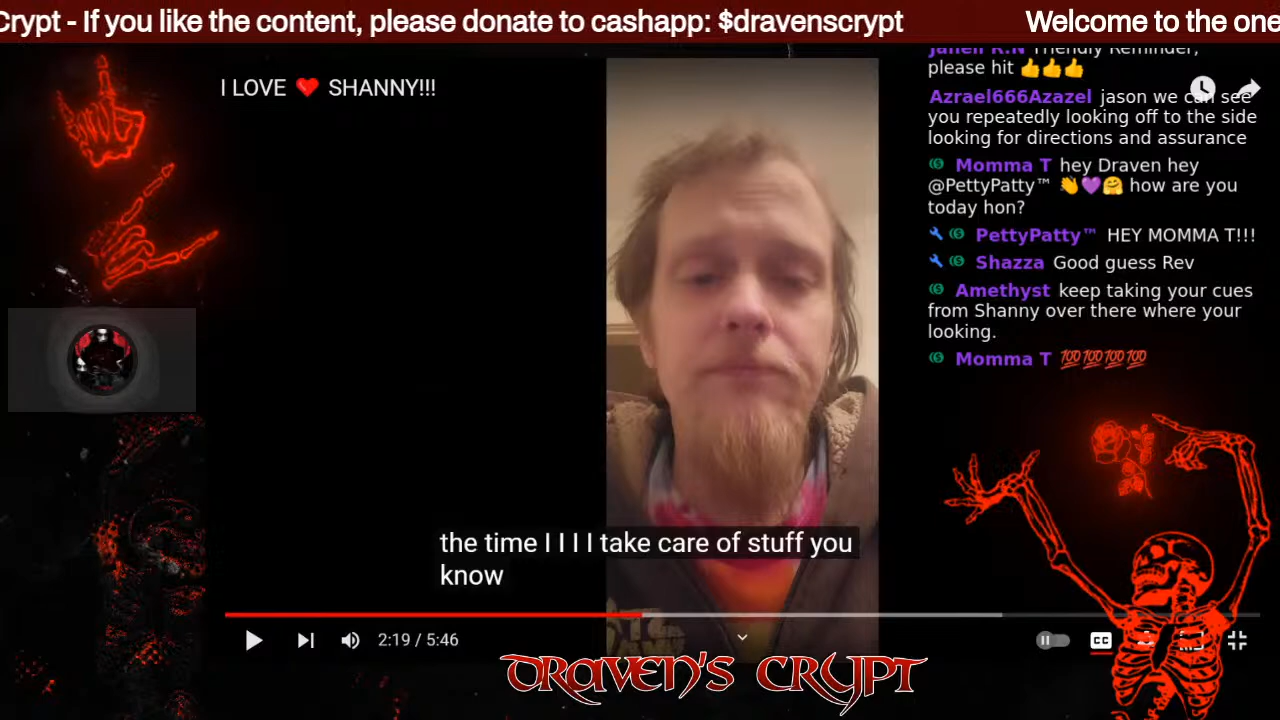 Crypt - If you like the content, please donate to cashapp: $dravenscrypt Welcome to the one
I LOVE ❤️ SHANNY!!!
Janell R.N Friendly Reminder,
please hit 👍👍👍
Azrael666Azazel jason we can see
you repeatedly looking off to the side
looking for directions and assurance
Momma T hey Draven hey
@PettyPatty™ 👋💜🤗 how are you
today hon?
PettyPatty™ HEY MOMMA T!!!
Shazza Good guess Rev
Amethyst keep taking your cues
from Shanny over there where your
looking.
Momma T 💯💯💯💯
the time I I I I take care of stuff you
know
2:19 / 5:46
CC
DRAVEN'S CRYPT